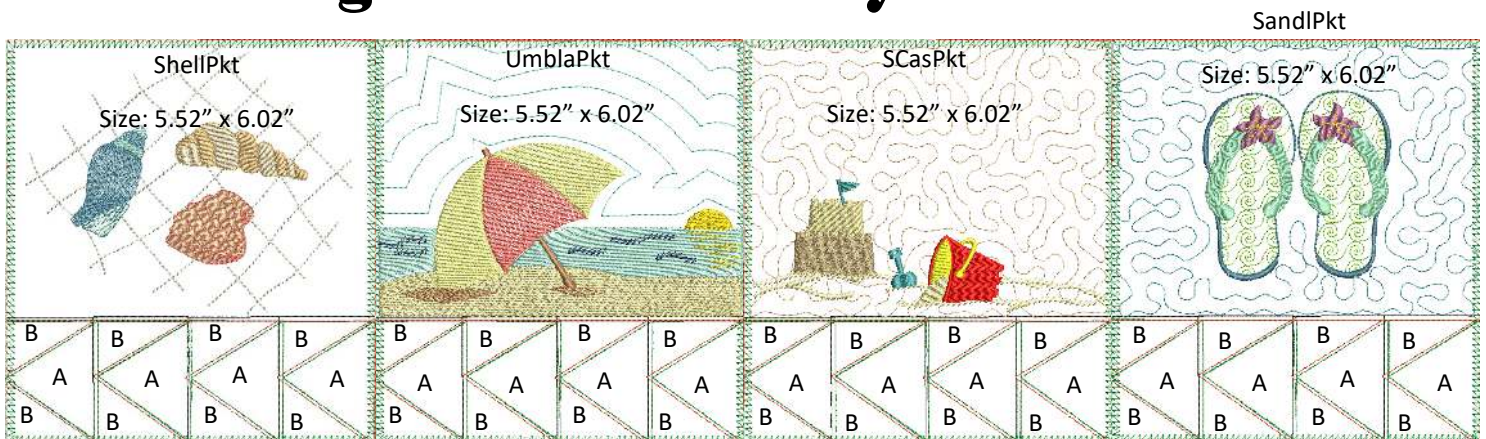 SandlPkt
ShellPkt UmblaPkt SCasPkt
Size: 5.52” x 6.02”
Size: 5.52” x 6.02” Size: 5.52” x 6.02” Size: 5.52” x 6.02”
B B B B B B B B B B B B B B B B
A A A A A A A A A A A A A A A A
B B B B B B B B B B B B B B B B